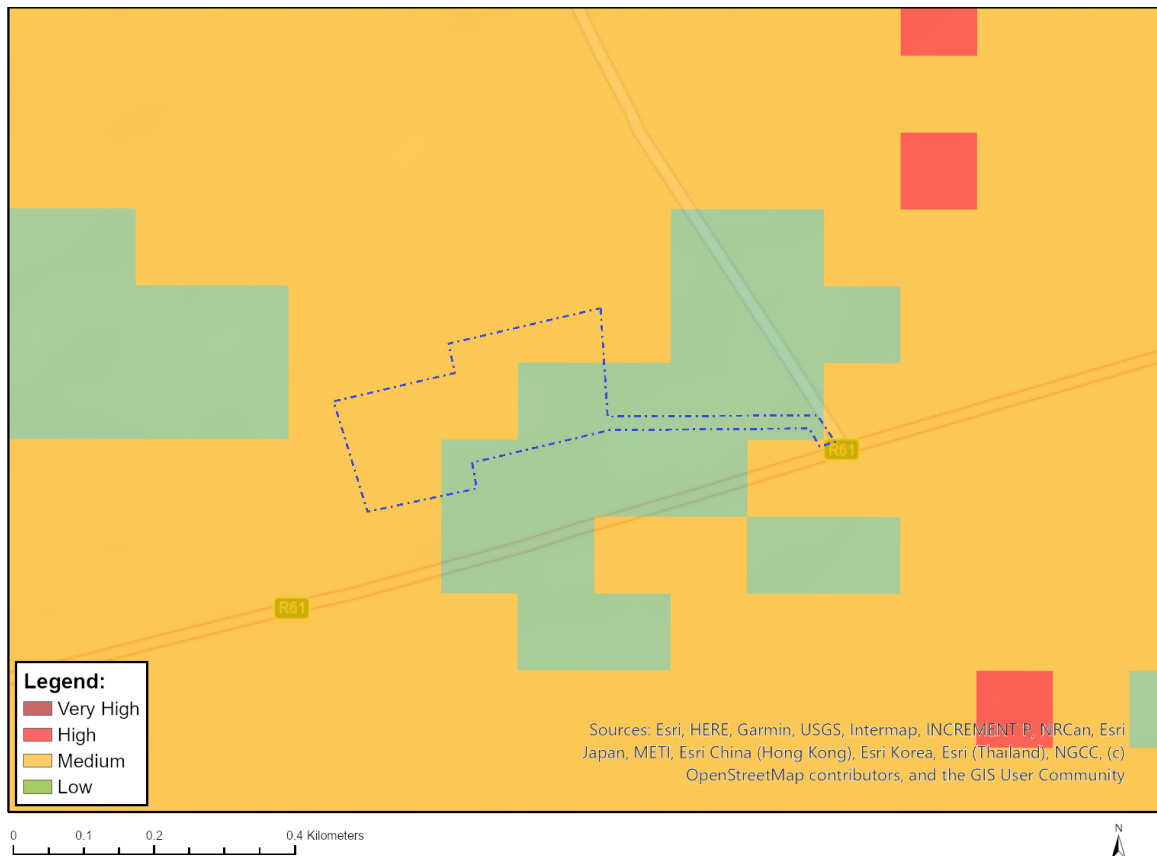 R61
R61
Legend:
Very High
High
Medium
Low
Sources: Esri, HERE, Garmin, USGS, Intermap, INCREMENT P, NRCan, Esri
Japan, METI, Esri China (Hong Kong), Esri Korea, Esri (Thailand), NGCC, (c)
OpenStreetMap contributors, and the GIS User Community
0 0.1 0.2 0.4 Kilometers
N